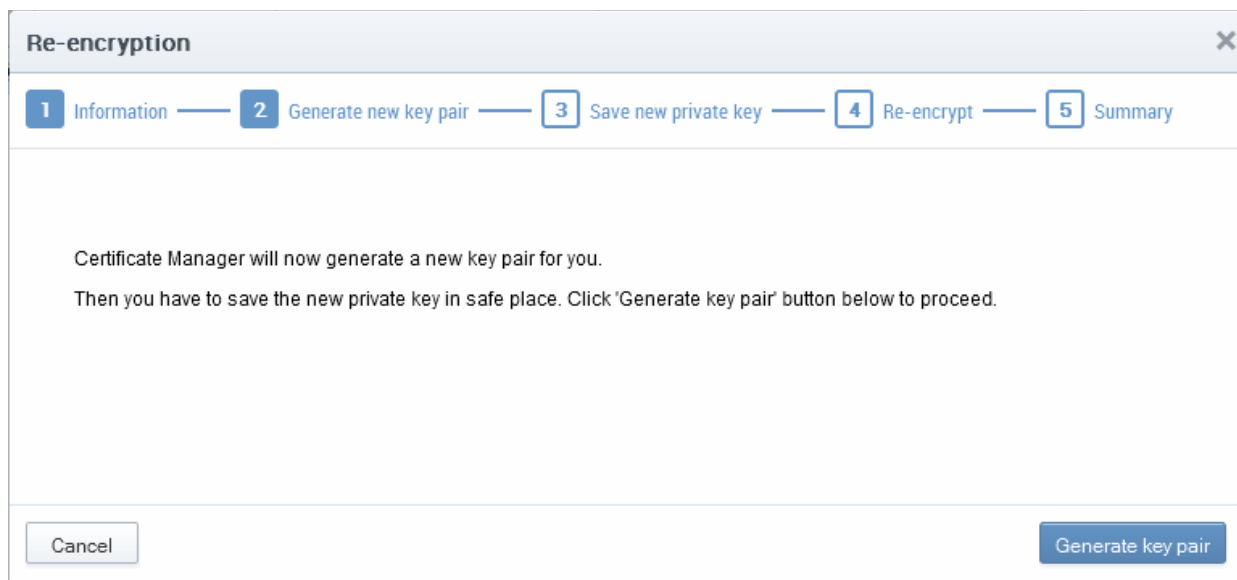 Re-encryption
1 Information 2 Generate new key pair 3 Save new private key 4 Re-encrypt 5 Summary
Certificate Manager will now generate a new key pair for you.
Then you have to save the new private key in safe place. Click 'Generate key pair' button below to proceed.
Cancel Generate key pair